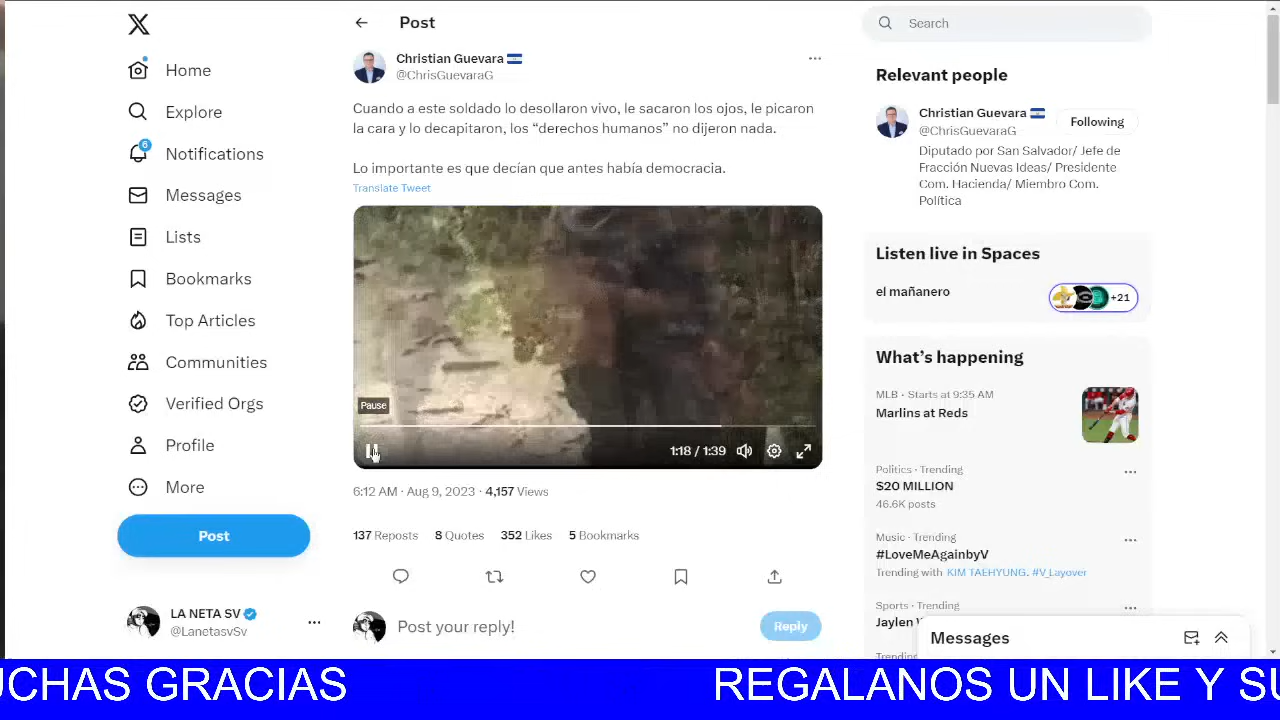 Post
Search
Home
Explore
6
Notifications
Messages
Lists
Bookmarks
Top Articles
Communities
Verified Orgs
Profile
More
Post
LA NETA SV
@LanetasvSv
Christian Guevara
@ChrisGuevaraG
Cuando a este soldado lo desollaron vivo, le sacaron los ojos, le picaron
la cara y lo decapitaron, los “derechos humanos” no dijeron nada.
Lo importante es que decían que antes había democracia.
Translate Tweet
Pause
1:18 / 1:39
6:12 AM · Aug 9, 2023 · 4,157 Views
137 Reposts 8 Quotes 352 Likes 5 Bookmarks
Post your reply!
Reply
Relevant people
Christian Guevara
@ChrisGuevaraG
Following
Diputado por San Salvador/ Jefe de
Fracción Nuevas Ideas/ Presidente
Com. Hacienda/ Miembro Com.
Política
Listen live in Spaces
el mañanero
+21
What’s happening
MLB · Starts at 9:35 AM
Marlins at Reds
Politics · Trending
$20 MILLION
46.6K posts
Music · Trending
#LoveMeAgainbyV
Trending with KIM TAEHYUNG, #V_Layover
Sports · Trending
Jaylen
Messages
UCHAS GRACIAS REGALANOS UN LIKE Y SU